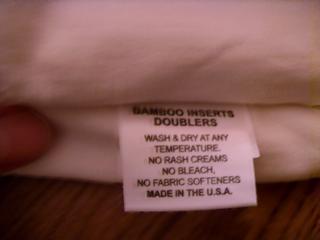 BAMBOO INSERTS
DOUBLERS
WASH & DRY AT ANY
TEMPERATURE.
NO RASH CREAMS
NO BLEACH,
NO FABRIC SOFTENERS
MADE IN THE U.S.A.